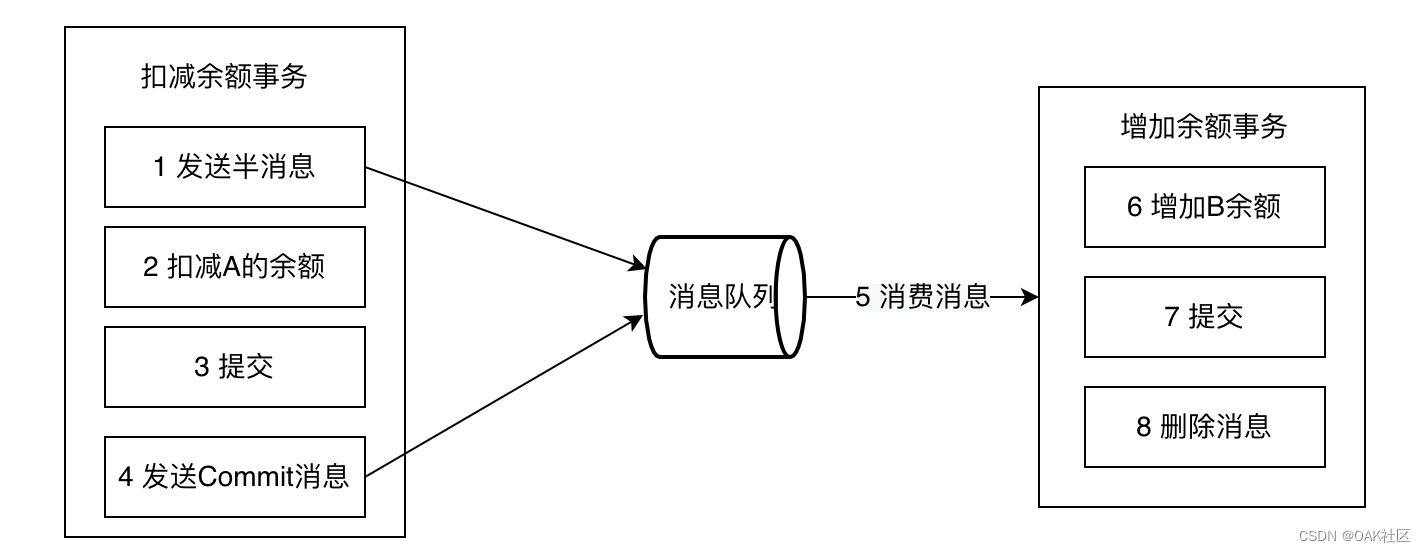 扣减余额事务
1 发送半消息
2 扣减A的余额
3 提交
4 发送Commit消息
消息队列
5 消费消息
增加余额事务
6 增加B余额
7 提交
8 删除消息
CSDN @OAK社区